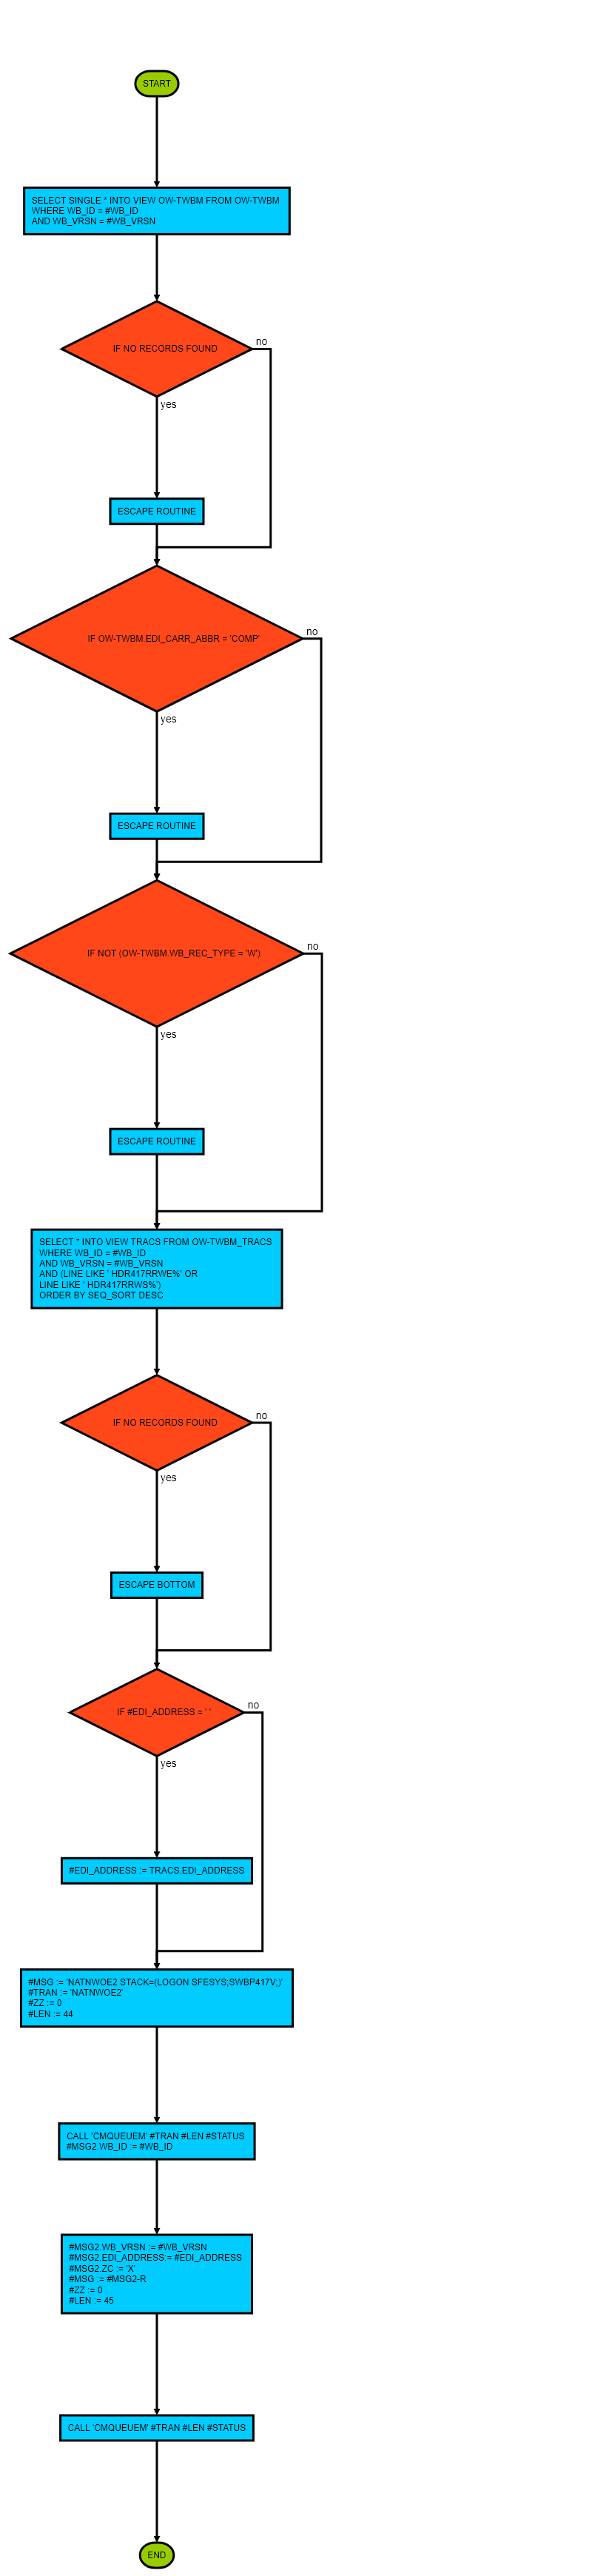 START
SELECT SINGLE * INTO VIEW OW-TWBM FROM OW-TWBM
WHERE WB_ID = #WB_ID
AND WB_VRSN = #WB_VRSN
IF NO RECORDS FOUND
no
yes
ESCAPE ROUTINE
IF OW-TWBM.EDI_CARR_ABBR = 'COMP'
no
yes
ESCAPE ROUTINE
IF NOT (OW-TWBM.WB_REC_TYPE = 'W')
no
yes
ESCAPE ROUTINE
SELECT * INTO VIEW TRACS FROM OW-TWBM_TRACS
WHERE WB_ID = #WB_ID
AND WB_VRSN = #WB_VRSN
AND (LINE LIKE ' HDR417RRWE%' OR
LINE LIKE ' HDR417RRWS%')
ORDER BY SEQ_SORT DESC
IF NO RECORDS FOUND
no
yes
ESCAPE BOTTOM
IF #EDI_ADDRESS = ' '
no
yes
#EDI_ADDRESS := TRACS.EDI_ADDRESS
#MSG := 'NATNWOE2 STACK=(LOGON SFESYS;SWBP417V;)'
#TRAN := 'NATNWOE2'
#ZZ := 0
#LEN := 44
CALL 'CMQUEUEM' #TRAN #LEN #STATUS
#MSG2.WB_ID := #WB_ID
#MSG2.WB_VRSN := #WB_VRSN
#MSG2.EDI_ADDRESS:= #EDI_ADDRESS
#MSG2.ZC := 'X'
#MSG := #MSG2-R
#ZZ := 0
#LEN := 45
CALL 'CMQUEUEM' #TRAN #LEN #STATUS
END